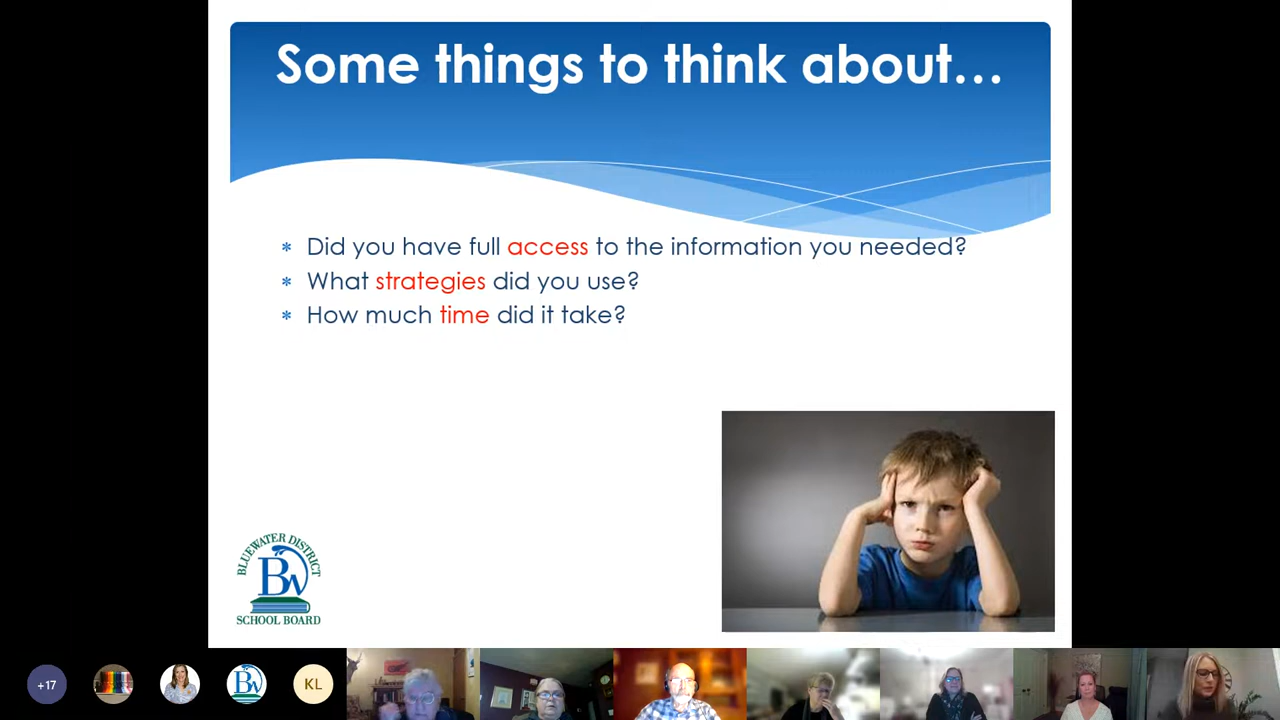 Some things to think about...
* Did you have full access to the information you needed?
* What strategies did you use?
* How much time did it take?
BLUEWATER DISTRICT
BW
SCHOOL BOARD
+17
BW
KL